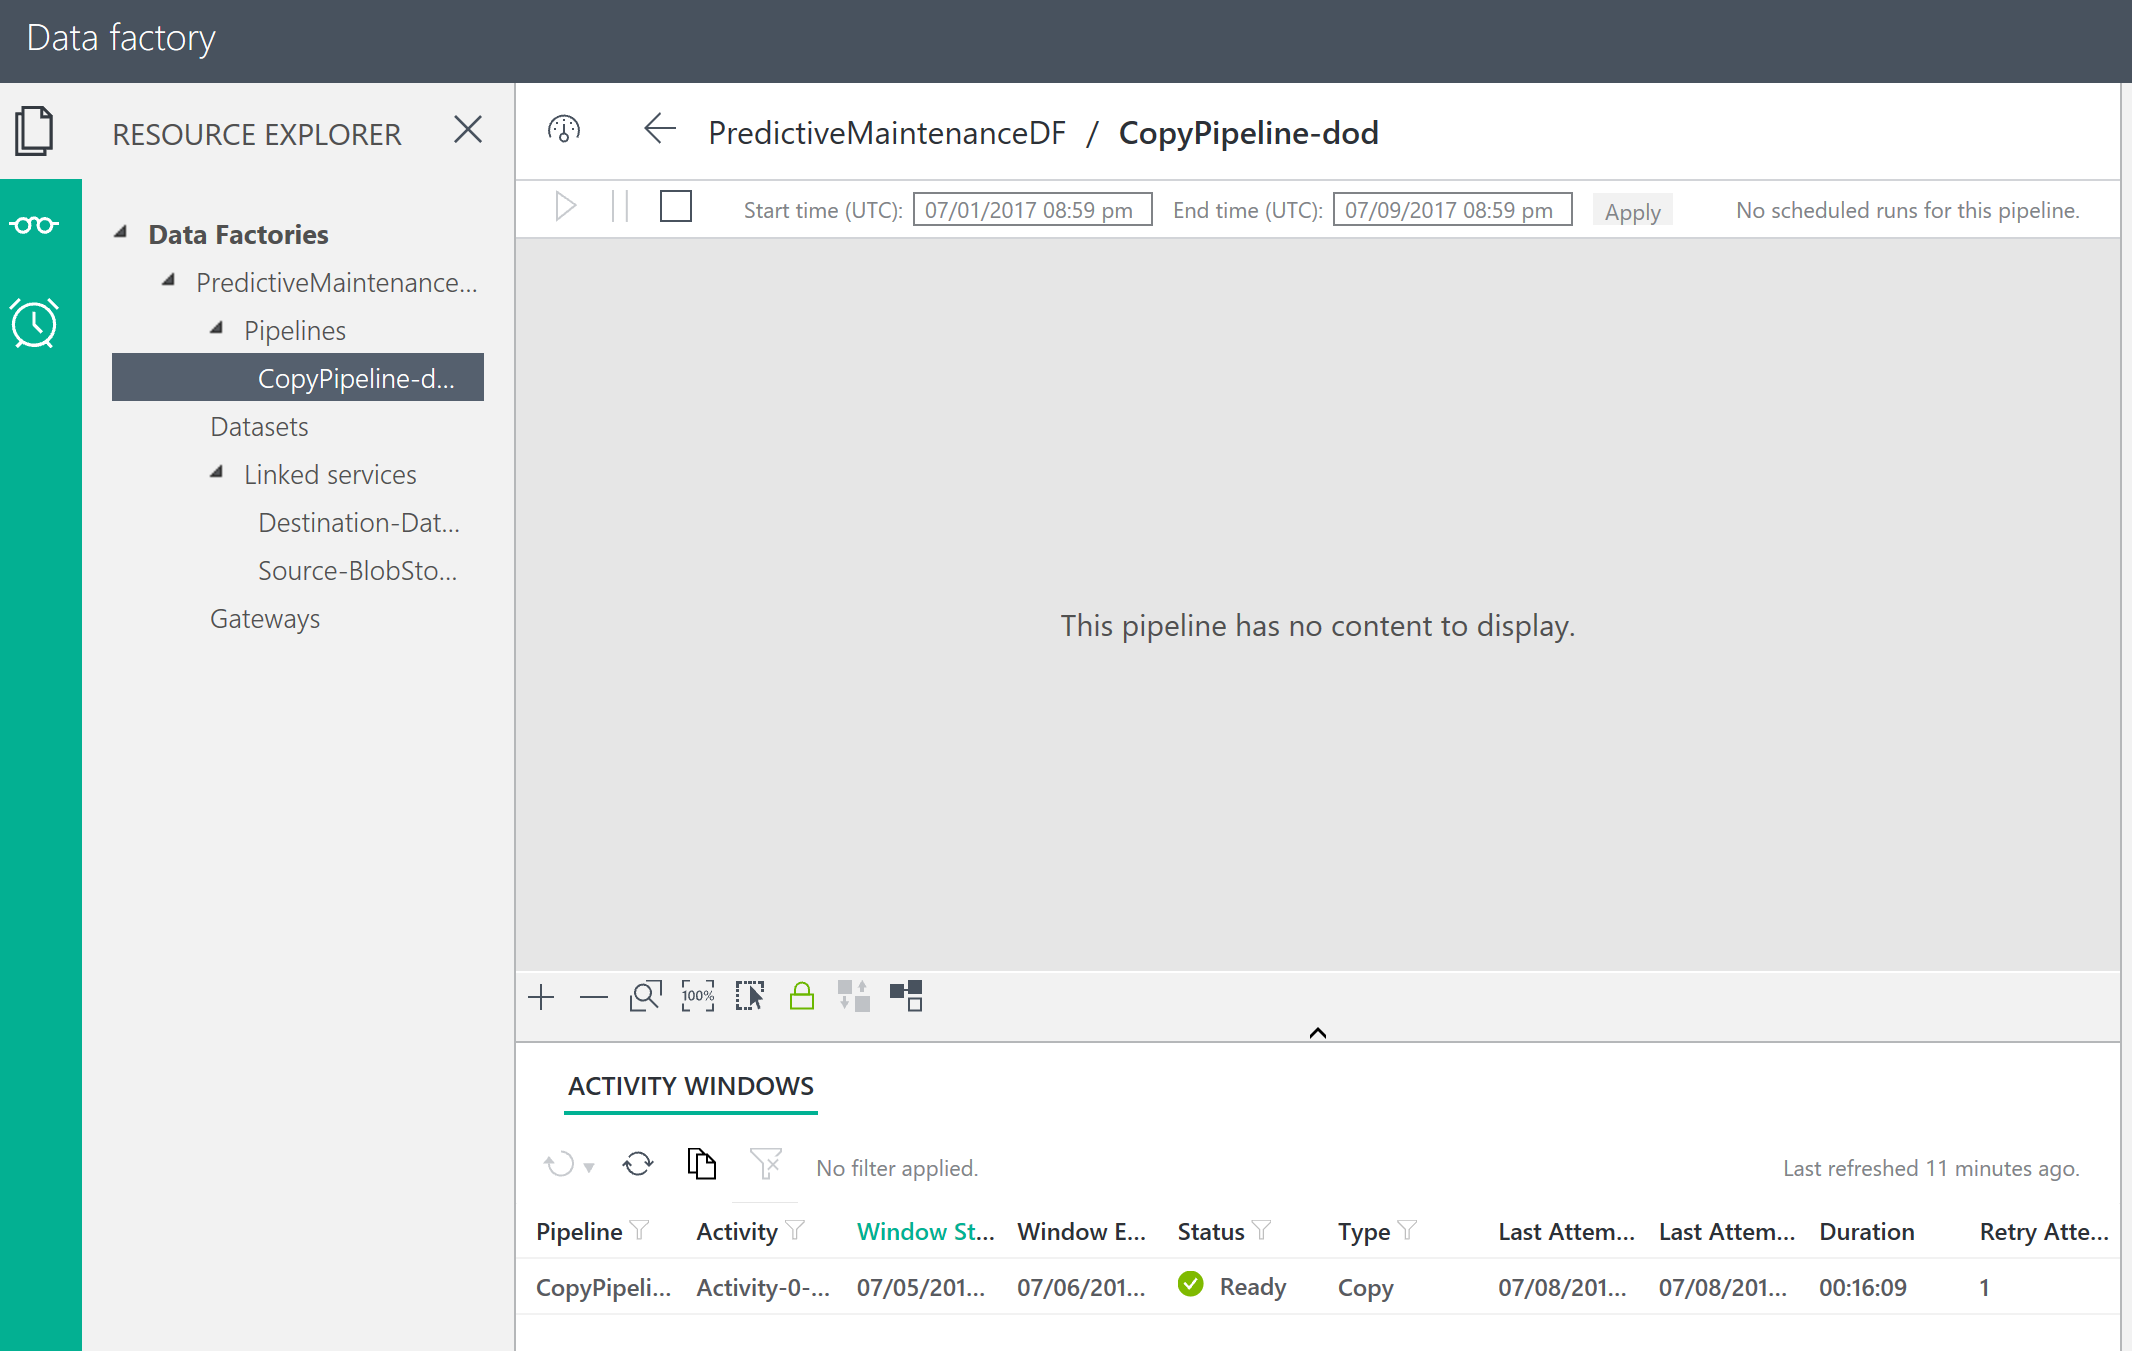 Data factory
RESOURCE EXPLORER
Data Factories
PredictiveMaintenance...
Pipelines
CopyPipeline-d...
Datasets
Linked services
Destination-Dat...
Source-BlobSto...
Gateways
PredictiveMaintenanceDF / CopyPipeline-dod
Start time (UTC): 07/01/2017 08:59 pm End time (UTC): 07/09/2017 08:59 pm Apply No scheduled runs for this pipeline.
This pipeline has no content to display.
100%
ACTIVITY WINDOWS
No filter applied. Last refreshed 11 minutes ago.
Pipeline Activity Window St... Window E... Status Type Last Attem... Last Attem... Duration Retry Atte...
CopyPipeli... Activity-0-... 07/05/201... 07/06/201... Ready Copy 07/08/201... 07/08/201... 00:16:09 1